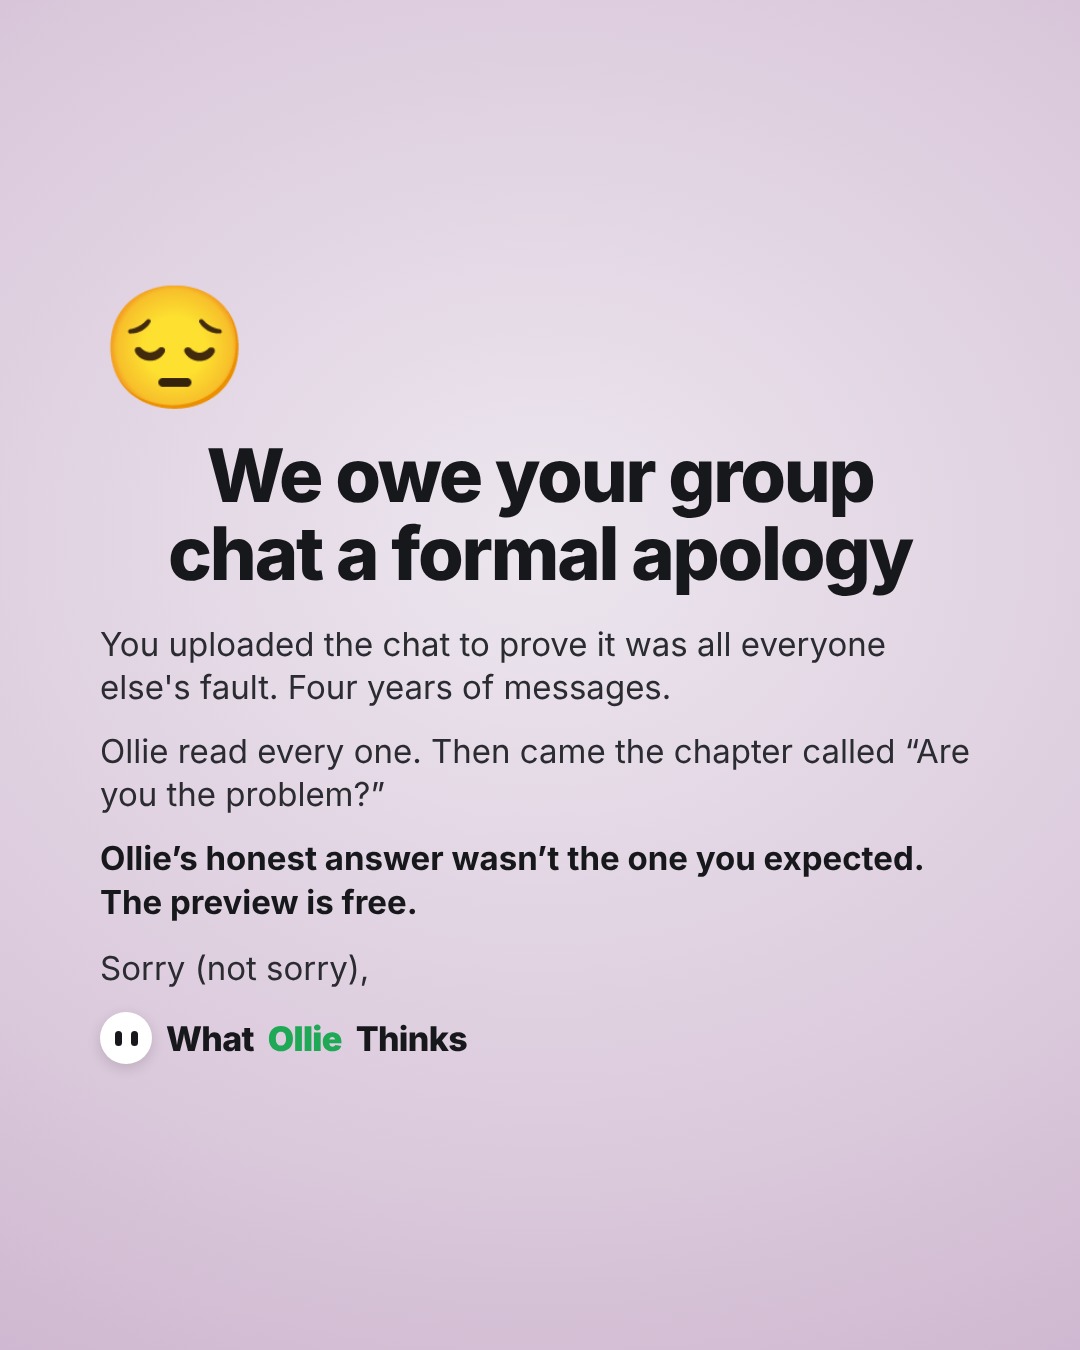 We owe your group
chat a formal apology
You uploaded the chat to prove it was all everyone
else's fault. Four years of messages.
Ollie read every one. Then came the chapter called “Are
you the problem?”
Ollie’s honest answer wasn’t the one you expected.
The preview is free.
Sorry (not sorry),
What Ollie Thinks